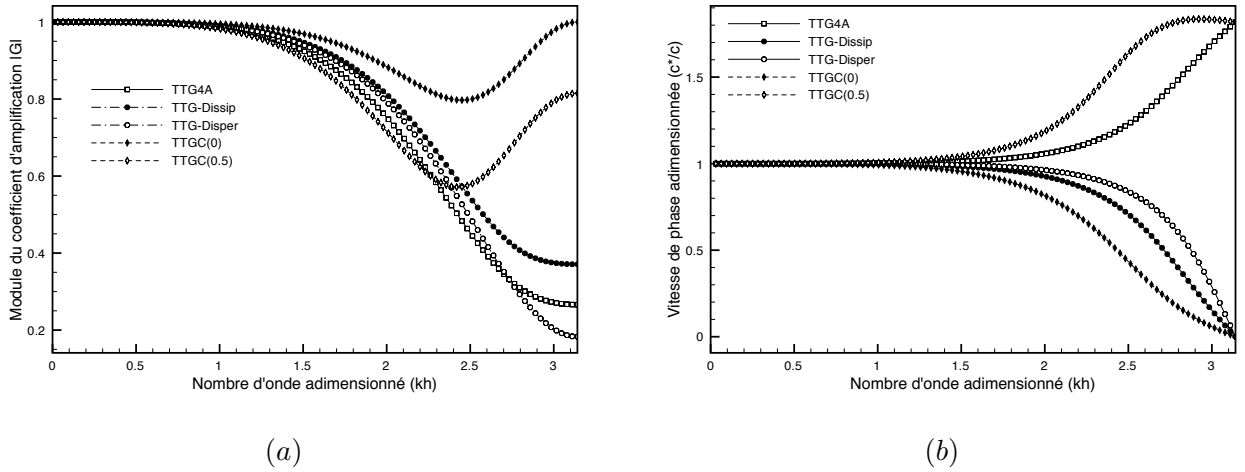 Module du coefficient d'amplification |G|
1
0.8
0.6
0.4
0.2
TTG4A
TTG-Dissip
TTG-Disper
TTGC(0)
TTGC(0.5)
0 0.5 1 1.5 2 2.5 3
Nombre d'onde adimensionné (kh)
(a)
Vitesse de phase adimensionnée (c*/c)
1.5
1
0.5
0
TTG4A
TTG-Dissip
TTG-Disper
TTGC(0)
TTGC(0.5)
0 0.5 1 1.5 2 2.5 3
Nombre d'onde adimensionné (kh)
(b)